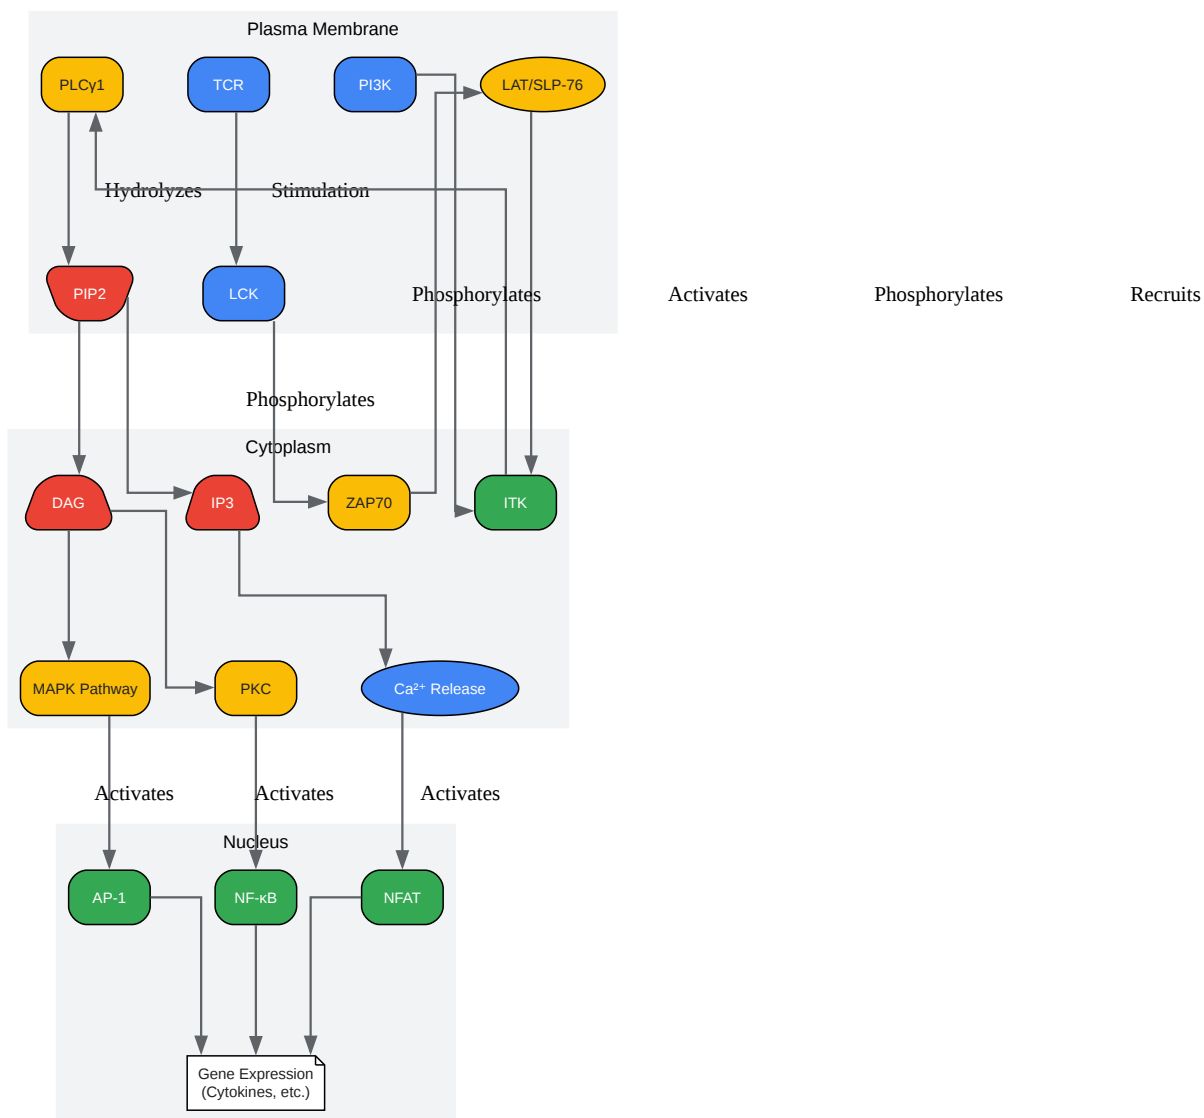 Plasma Membrane
PLCγ1
TCR
PI3K
LAT/SLP-76
Hydrolyzes
Stimulation
PIP2
LCK
Phosphorylates
Activates
Phosphorylates
Recruits
Phosphorylates
Cytoplasm
DAG
IP3
ZAP70
ITK
MAPK Pathway
PKC
Ca²⁺ Release
Activates
Activates
Activates
Nucleus
AP-1
NF-κB
NFAT
Gene Expression
(Cytokines, etc.)